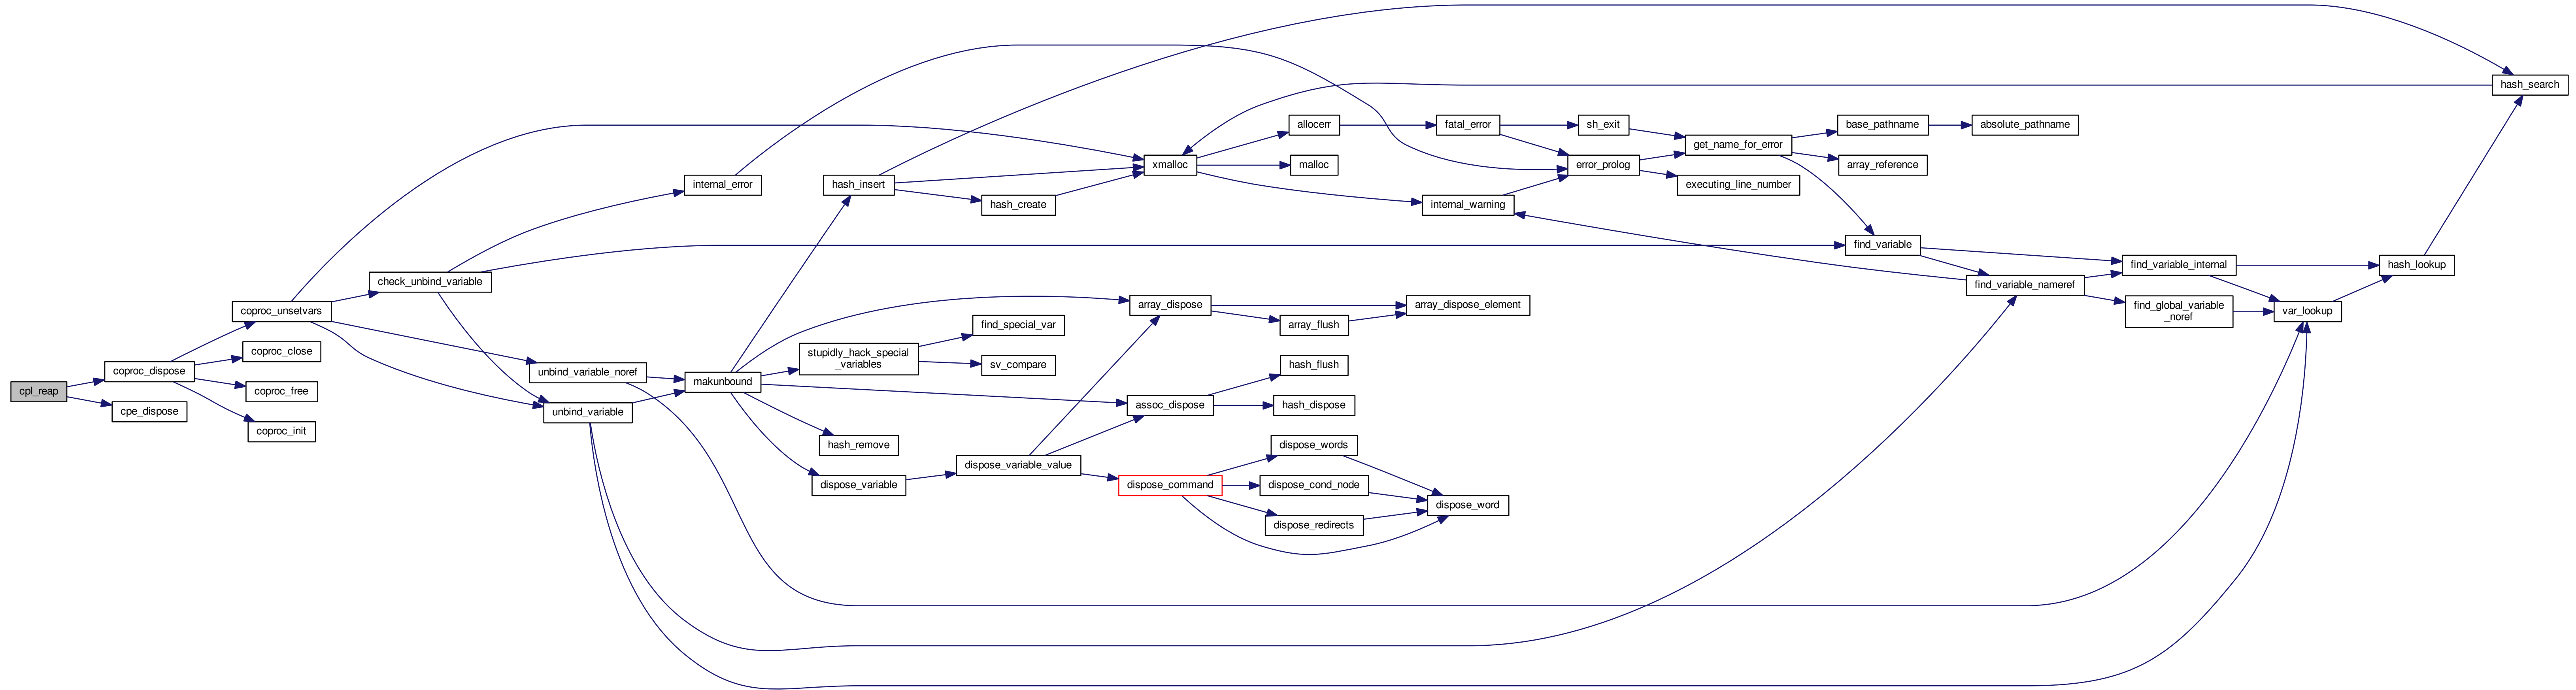 cpl_reap
coproc_dispose
cpe_dispose
coproc_unsetvars
coproc_close
coproc_free
coproc_init
check_unbind_variable
unbind_variable_noref
unbind_variable
internal_error
makunbound
hash_insert
stupidly_hack_special
_variables
hash_remove
dispose_variable
hash_create
find_special_var
sv_compare
dispose_variable_value
xmalloc
array_dispose
assoc_dispose
dispose_command
allocerr
malloc
array_flush
hash_flush
hash_dispose
dispose_words
dispose_cond_node
dispose_redirects
fatal_error
internal_warning
array_dispose_element
dispose_word
sh_exit
error_prolog
get_name_for_error
executing_line_number
base_pathname
array_reference
find_variable
absolute_pathname
find_variable_nameref
find_variable_internal
find_global_variable
_noref
var_lookup
hash_lookup
hash_search